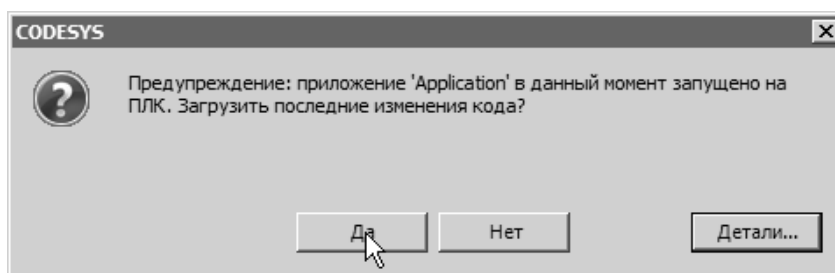 CODESYS
Предупреждение: приложение 'Application' в данный момент запущено на
ПЛК. Загрузить последние изменения кода?
Да
Нет
Детали...